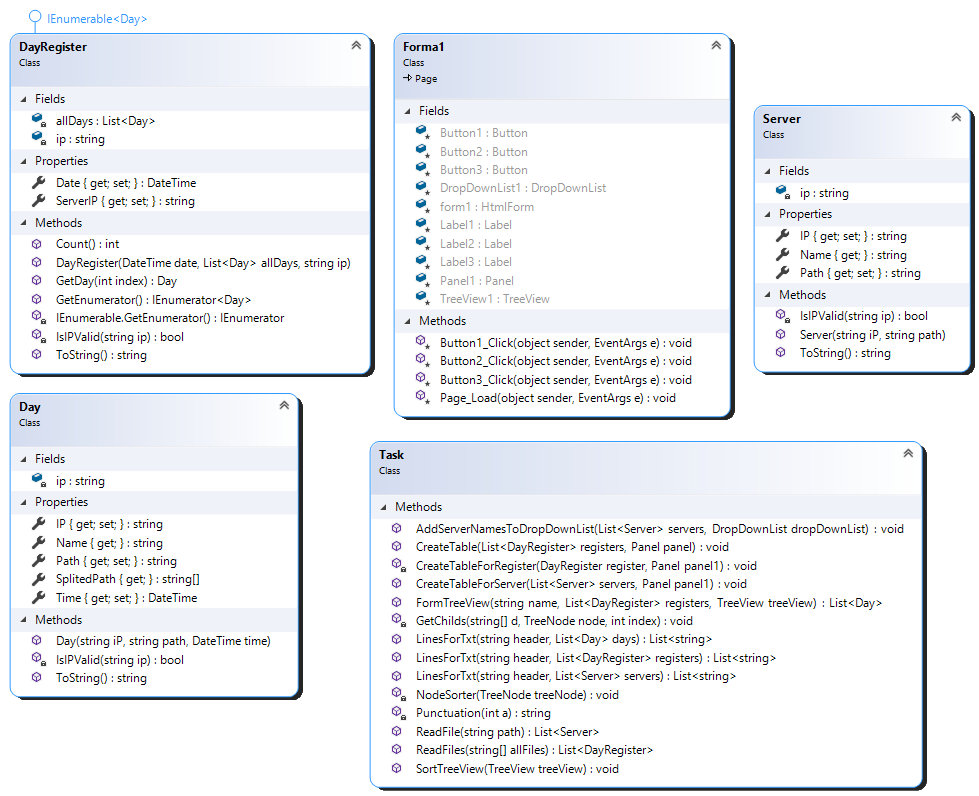 IEnumerable<Day>
DayRegister
Class
Fields
allDays : List<Day>
ip : string
Properties
Date { get; set; } : DateTime
ServerIP { get; set; } : string
Methods
Count() : int
DayRegister(DateTime date, List<Day> allDays, string ip)
GetDay(int index) : Day
GetEnumerator() : IEnumerator<Day>
IEnumerable.GetEnumerator() : IEnumerator
IsIPValid(string ip) : bool
ToString() : string
Forma1
Class
Page
Fields
Button1 : Button
Button2 : Button
Button3 : Button
DropDownList1 : DropDownList
form1 : HtmlForm
Label1 : Label
Label2 : Label
Label3 : Label
Panel1 : Panel
TreeView1 : TreeView
Methods
Button1_Click(object sender, EventArgs e) : void
Button2_Click(object sender, EventArgs e) : void
Button3_Click(object sender, EventArgs e) : void
Page_Load(object sender, EventArgs e) : void
Server
Class
Fields
ip : string
Properties
IP { get; set; } : string
Name { get; set; } : string
Path { get; set; } : string
Methods
IsIPValid(string ip) : bool
Server(string iP, string path)
ToString() : string
Day
Class
Fields
ip : string
Properties
IP { get; set; } : string
Name { get; set; } : string
Path { get; set; } : string
SplitedPath { get; } : string[]
Time { get; set; } : DateTime
Methods
Day(string iP, string path, DateTime time)
IsIPValid(string ip) : bool
ToString() : string
Task
Class
Methods
AddServerNamesToDropDownList(List<Server> servers, DropDownList dropDownList) : void
CreateTable(List<DayRegister> registers, Panel panel) : void
CreateTableForRegister(DayRegister register, Panel panel1) : void
CreateTableForServer(List<Server> servers, Panel panel1) : void
FormTreeView(string name, List<DayRegister> registers, TreeView treeView) : List<Day>
GetChilds(string[] d, TreeNode node, int index) : void
LinesForTxt(string header, List<Day> days) : List<string>
LinesForTxt(string header, List<DayRegister> registers) : List<string>
LinesForTxt(string header, List<Server> servers) : List<string>
NodeSorter(TreeNode treeNode) : void
Punctuation(int a) : string
ReadFile(string path) : List<Server>
ReadFile(string[] allFiles) : List<DayRegister>
SortTreeView(TreeView treeView) : void